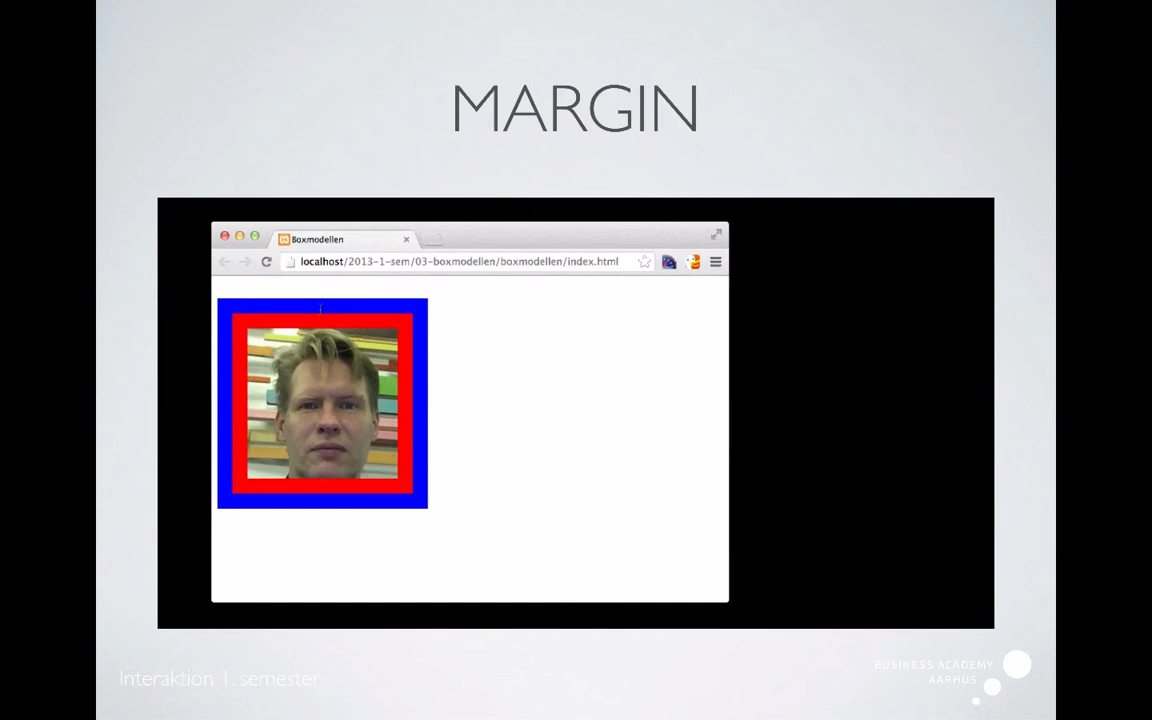 MARGIN
Boxmodellen
localhost/2013-1-sem/03-boxmodellen/boxmodellen/index.html
Interaktion 1. semester
BUSINESS ACADEMY
AARHUS